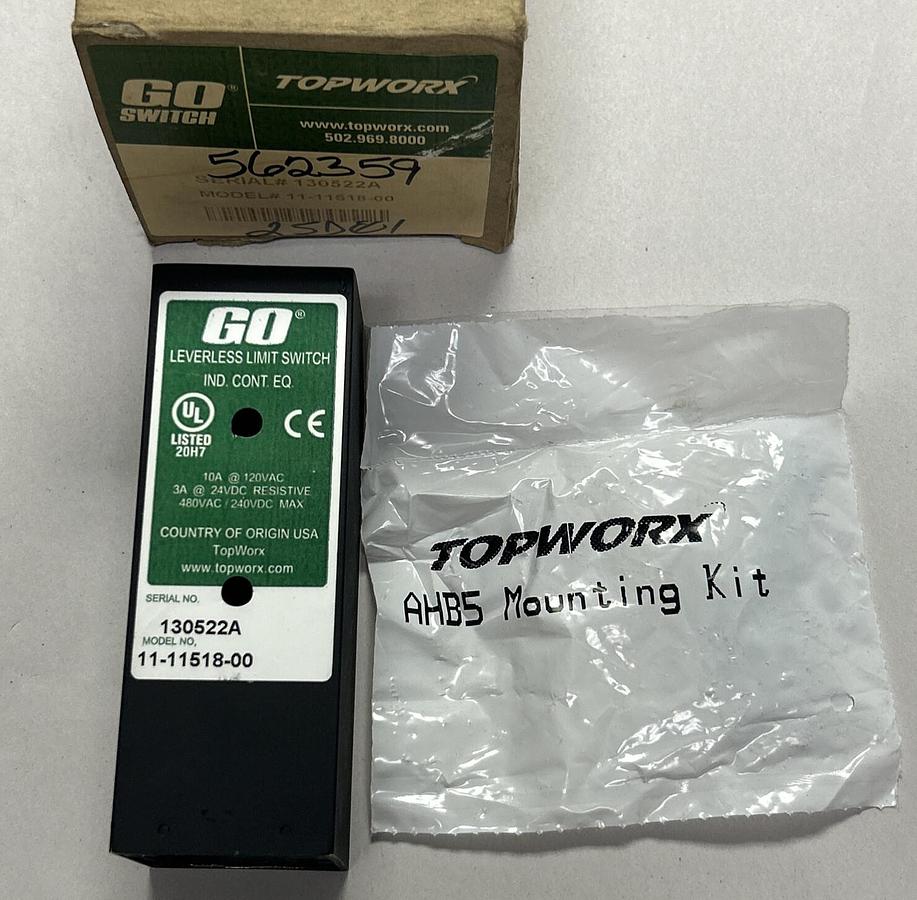 GO® TOPWORX
SWITCH
www.topworx.com
502.969.8000
562359
SERIAL# 130522A
MODEL# 11-11518-00
GO®
LEVERLESS LIMIT SWITCH
IND. CONT. EQ.
UL CE
LISTED
20H7
10A @ 120VAC
3A @ 24VDC RESISTIVE
480VAC / 240VDC MAX
COUNTRY OF ORIGIN USA
TopWorx
www.topworx.com
SERIAL NO.
130522A
MODEL NO.
11-11518-00
TOPWORX
AHB5 Mounting Kit